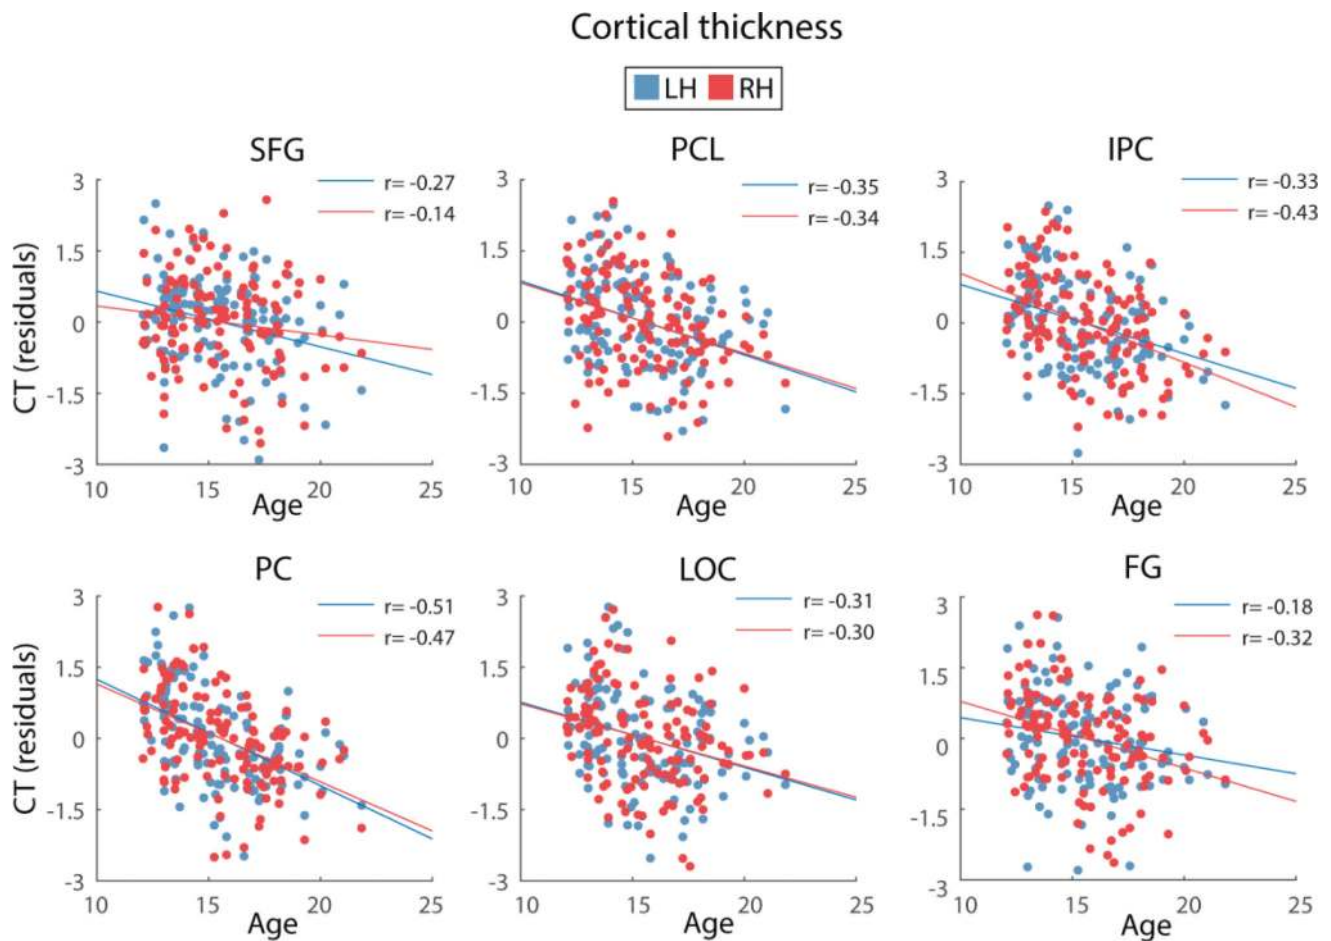 Cortical thickness
LH RH
SFG
r= -0.27
r= -0.14
3
1.5
0
-1.5
-3
CT (residuals)
10 15 20 25
Age
PCL
r= -0.35
r= -0.34
3
1.5
0
-1.5
-3
10 15 20 25
Age
IPC
r= -0.33
r= -0.43
3
1.5
0
-1.5
-3
10 15 20 25
Age
PC
r= -0.51
r= -0.47
3
1.5
0
-1.5
-3
CT (residuals)
10 15 20 25
Age
LOC
r= -0.31
r= -0.30
3
1.5
0
-1.5
-3
10 15 20 25
Age
FG
r= -0.18
r= -0.32
3
1.5
0
-1.5
-3
10 15 20 25
Age